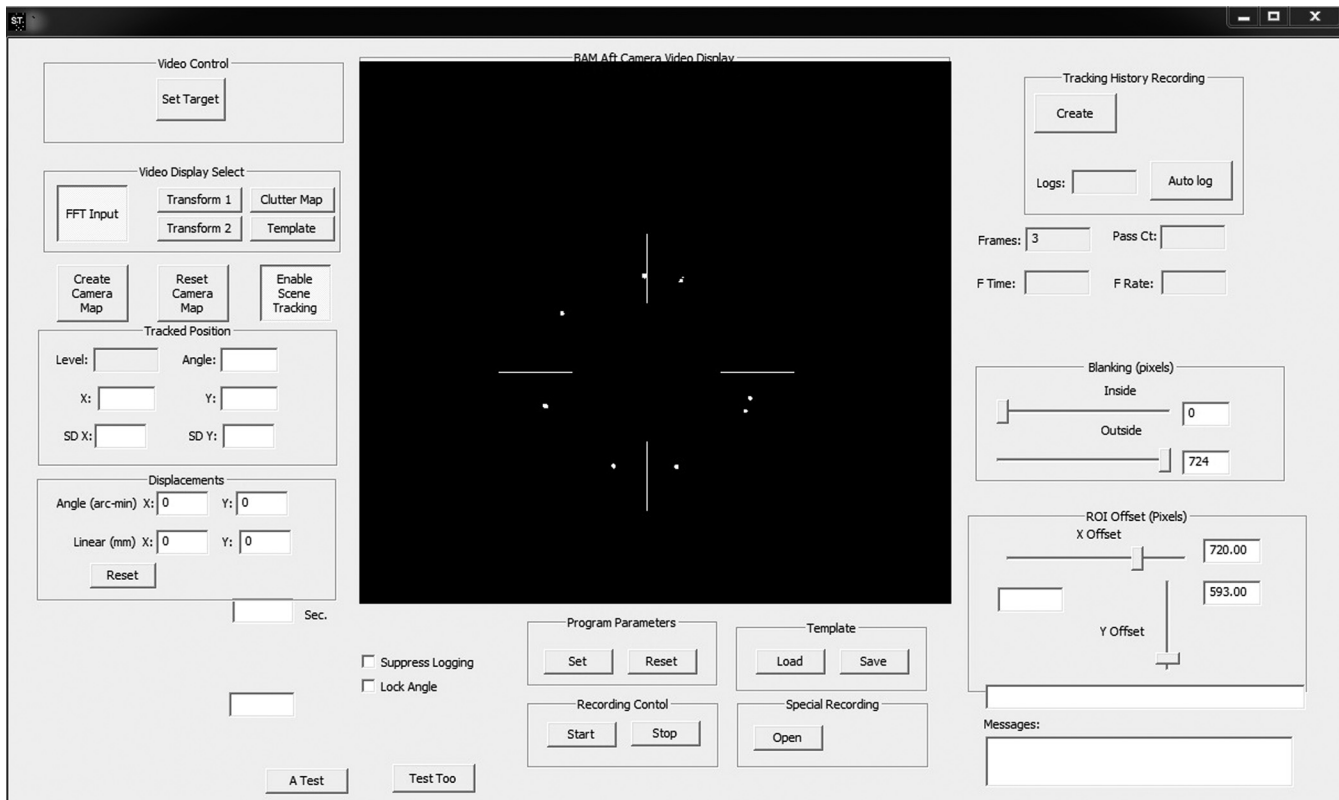 ST
Video Control
Set Target
Video Display Select
FFT Input
Transform 1
Clutter Map
Transform 2
Template
Create
Camera
Map
Reset
Camera
Map
Enable
Scene
Tracking
Tracked Position
Level:
Angle:
X:
Y:
SD X:
SD Y:
Displacements
Angle (arc-min) X: 0 Y: 0
Linear (mm) X: 0 Y: 0
Reset
Sec.
BAM Aft Camera Video Display
Suppress Logging
Lock Angle
A Test
Test Too
Program Parameters
Set
Reset
Template
Load
Save
Recording Contol
Start
Stop
Special Recording
Open
Tracking History Recording
Create
Logs:
Auto log
Frames: 3
Pass Ct:
F Time:
F Rate:
Blanking (pixels)
Inside
0
Outside
724
ROI Offset (Pixels)
X Offset
720.00
593.00
Y Offset
Messages: